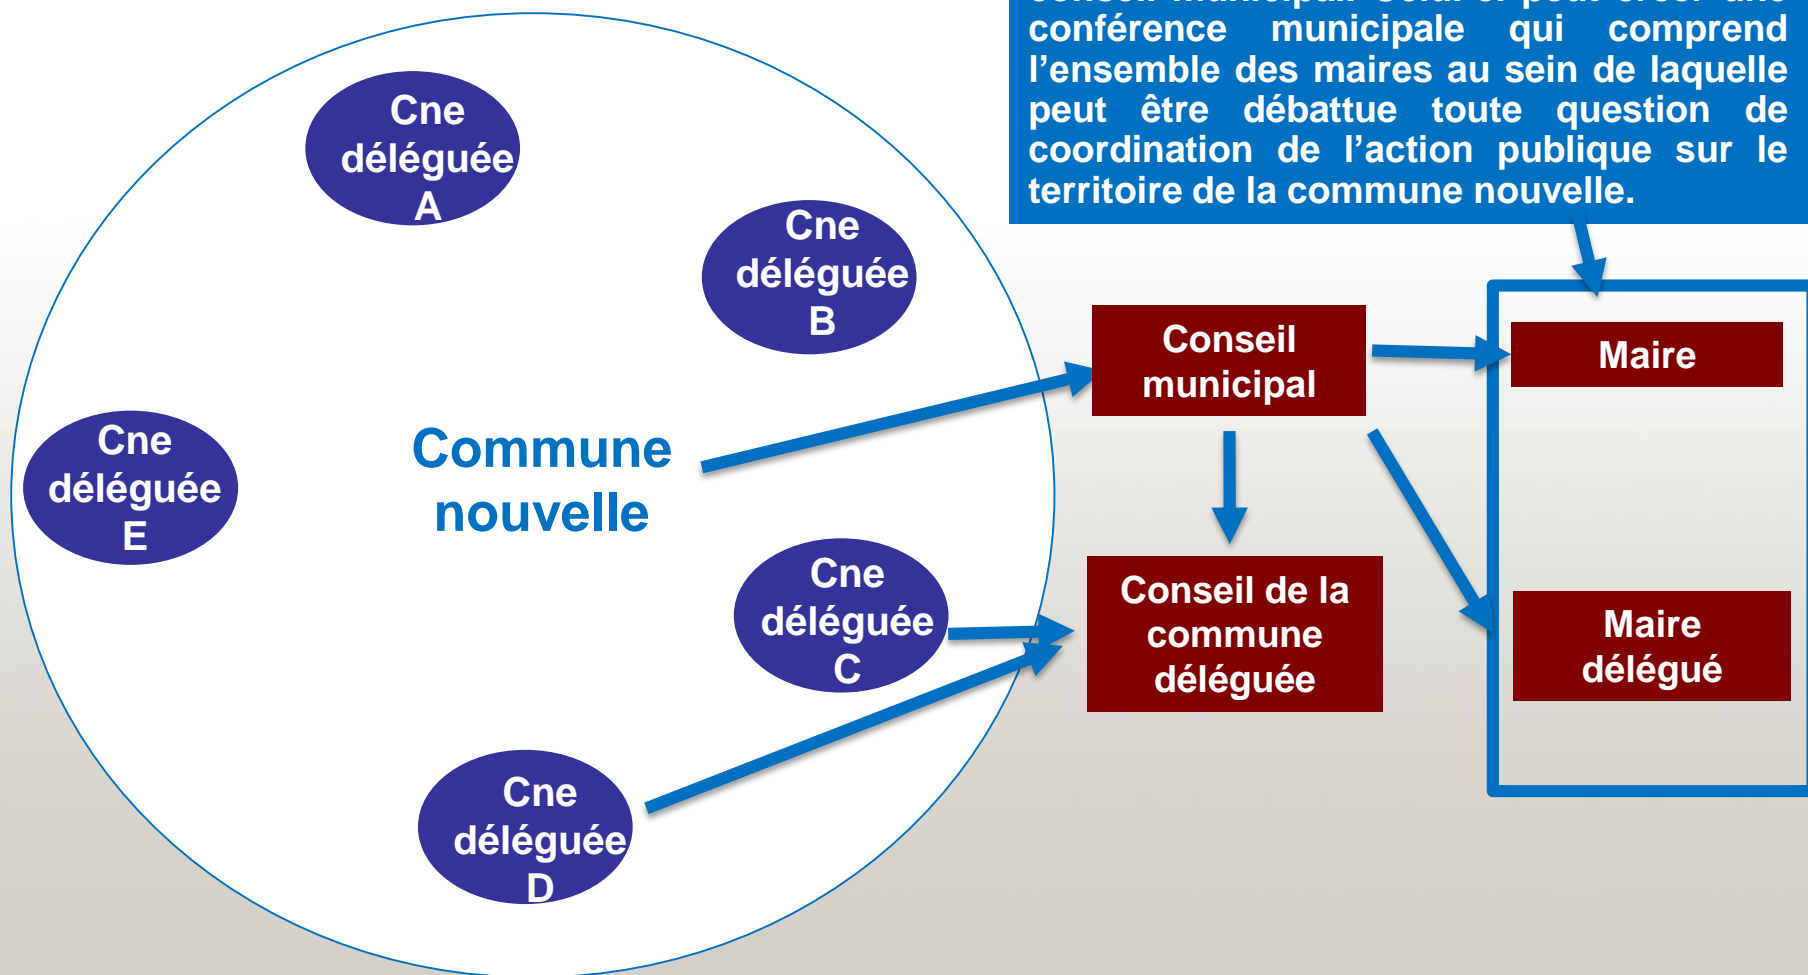 conférence municipale qui comprend
l’ensemble des maires au sein de laquelle
peut être débattue toute question de
coordination de l’action publique sur le
territoire de la commune nouvelle.
Cne
déléguée
A
Cne
déléguée
B
Conseil
municipal
Maire
Cne
déléguée
E
Commune
nouvelle
Cne
déléguée
C
Conseil de la
commune
déléguée
Maire
délégué
Cne
déléguée
D